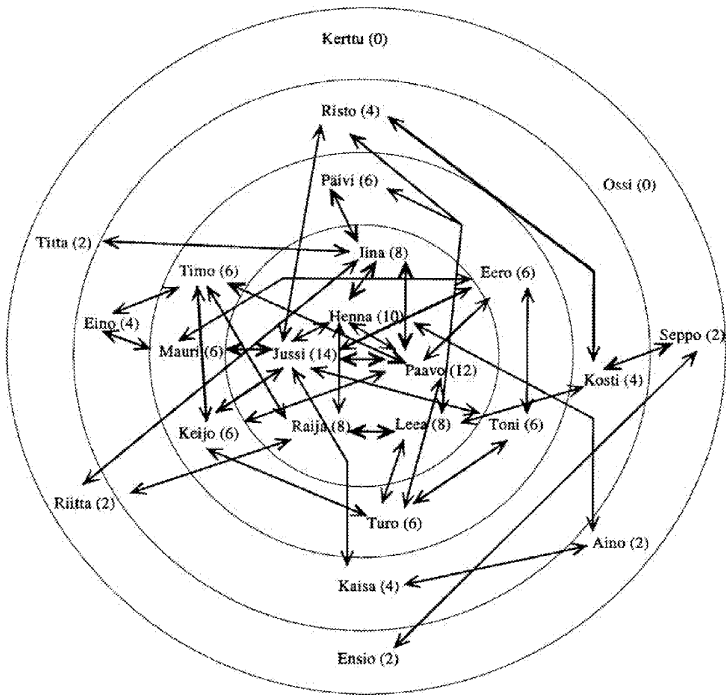 Kerttu (0)
Risto (4)
Päivi (6)
Ossi (0)
Tiita (2)
Iina (8)
Timo (6)
Eero (6)
Henna (10)
Eino (4)
Mauri (6)
Jussi (14)
Seppo (2)
Paavo (12)
Kosti (4)
Keijo (6)
Raija (8)
Leea (8)
Toni (6)
Riitta (2)
Turo (6)
Aino (2)
Kaisa (4)
Ensio (2)